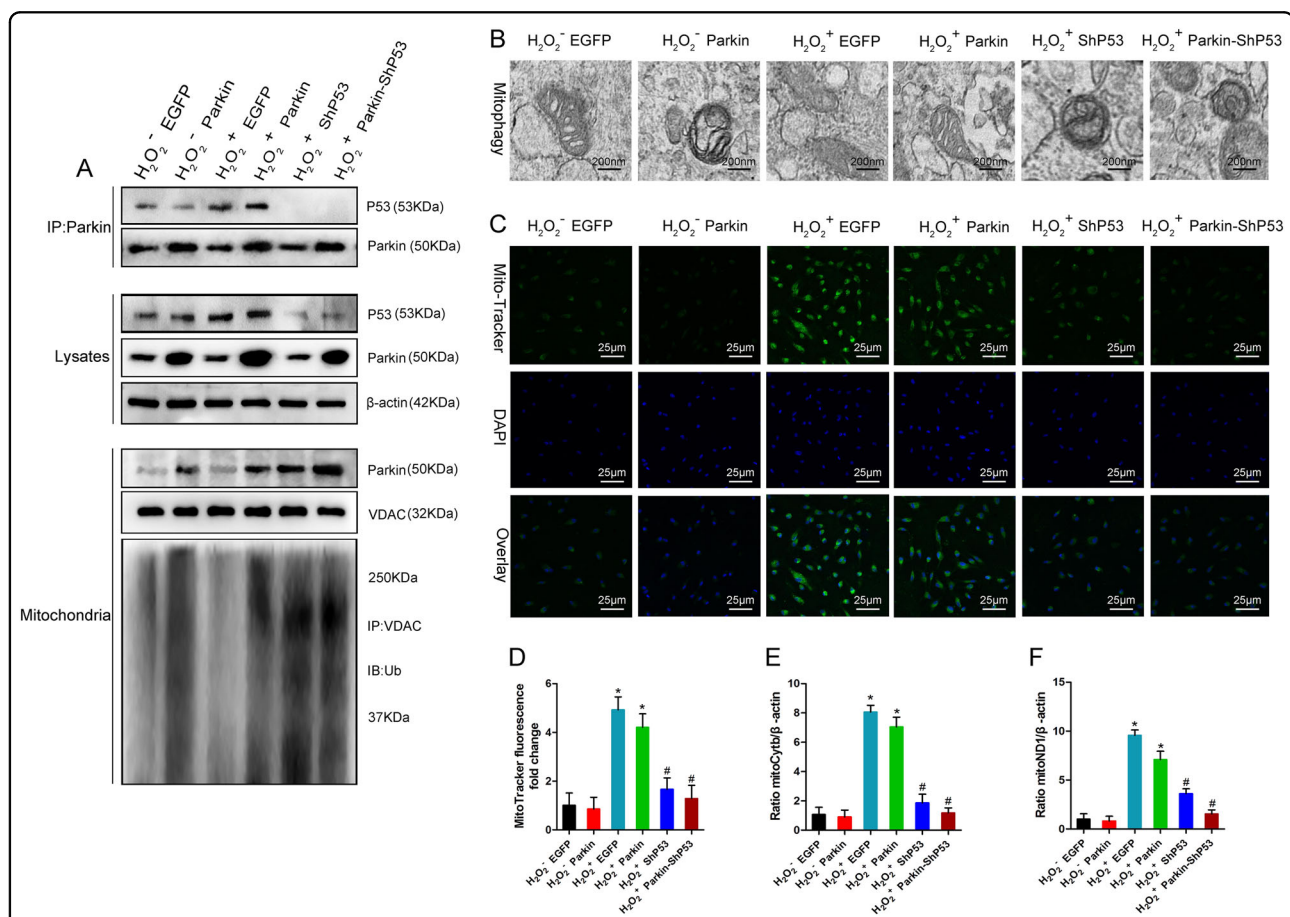 A
H₂O₂⁻ EGFP
H₂O₂⁻ Parkin
H₂O₂⁺ EGFP
H₂O₂⁺ Parkin
H₂O₂⁺ ShP53
H₂O₂⁺ Parkin-ShP53
IP:Parkin
P53 (53KDa)
Parkin (50KDa)
Lysates
P53 (53KDa)
Parkin (50KDa)
β-actin (42KDa)
Mitochondria
Parkin (50KDa)
VDAC (32KDa)
250KDa
IP:VDAC
IB:Ub
37KDa
B
H₂O₂⁻ EGFP H₂O₂⁻ Parkin H₂O₂⁺ EGFP H₂O₂⁺ Parkin H₂O₂⁺ ShP53 H₂O₂⁺ Parkin-ShP53
Mitophagy
200nm 200nm 200nm 200nm 200nm 200nm
C
H₂O₂⁻ EGFP H₂O₂⁻ Parkin H₂O₂⁺ EGFP H₂O₂⁺ Parkin H₂O₂⁺ ShP53 H₂O₂⁺ Parkin-ShP53
Mito-Tracker
25μm 25μm 25μm 25μm 25μm 25μm
DAPI
25μm 25μm 25μm 25μm 25μm 25μm
Overlay
25μm 25μm 25μm 25μm 25μm 25μm
D
MitoTracker fluorescence
fold change
6
4
2
0
* * # #
H₂O₂⁻ EGFP
H₂O₂⁻ Parkin
H₂O₂⁺ EGFP
H₂O₂⁺ Parkin
H₂O₂⁺ ShP53
H₂O₂⁺ Parkin-ShP53
E
Ratio mitoCytb/β -actin
10
8
6
4
2
0
* * # #
H₂O₂⁻ EGFP
H₂O₂⁻ Parkin
H₂O₂⁺ EGFP
H₂O₂⁺ Parkin
H₂O₂⁺ ShP53
H₂O₂⁺ Parkin-ShP53
F
Ratio mitoND1/β -actin
15
10
5
0
* * # #
H₂O₂⁻ EGFP
H₂O₂⁻ Parkin
H₂O₂⁺ EGFP
H₂O₂⁺ Parkin
H₂O₂⁺ ShP53
H₂O₂⁺ Parkin-ShP53